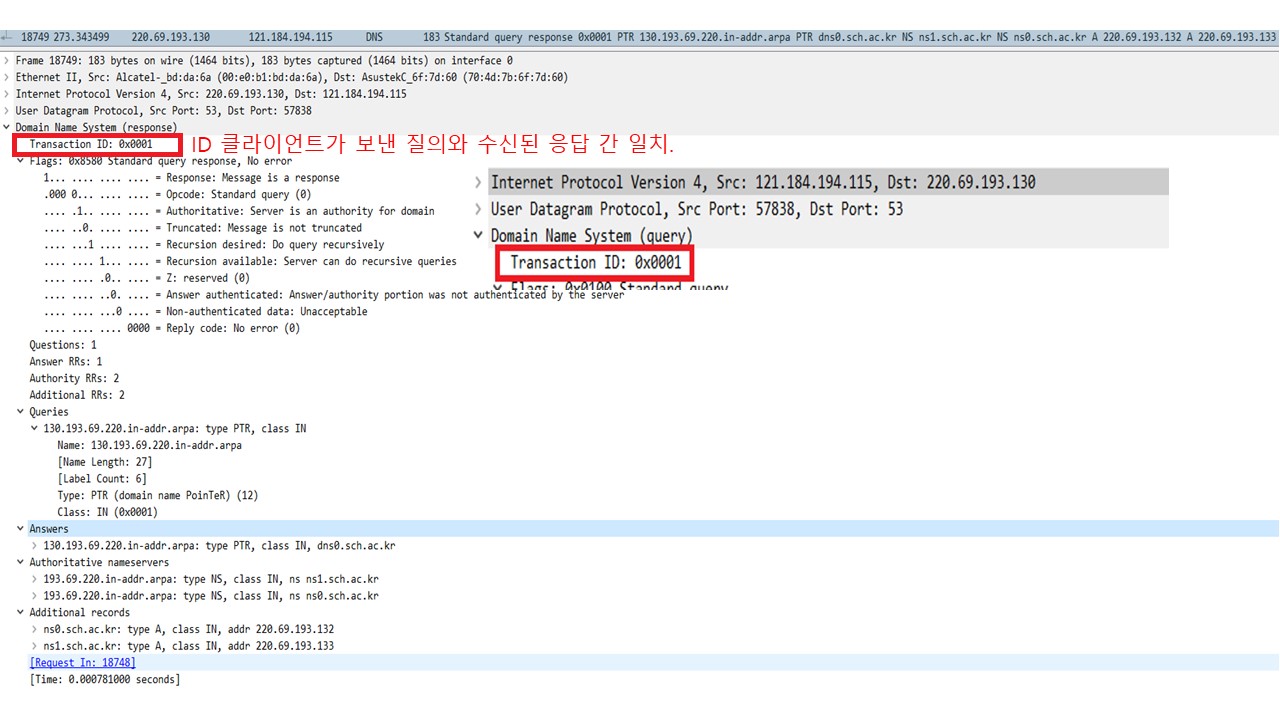 18749 273.343499 220.69.193.130 121.184.194.115 DNS 183 Standard query response 0x0001 PTR 130.193.69.220.in-addr.arpa PTR dns0.sch.ac.kr NS ns1.sch.ac.kr NS ns0.sch.ac.kr A 220.69.193.132 A 220.69.193.133
Frame 18749: 183 bytes on wire (1464 bits), 183 bytes captured (1464 bits) on interface 0
Ethernet II, Src: Alcatel-_bd:da:6a (00:e0:b1:bd:da:6a), Dst: AsustekC_6f:7d:60 (70:4d:7b:6f:7d:60)
Internet Protocol Version 4, Src: 220.69.193.130, Dst: 121.184.194.115
User Datagram Protocol, Src Port: 53, Dst Port: 57838
Domain Name System (response)
Transaction ID: 0x0001
ID 클라이언트가 보낸 질의와 수신된 응답 간 일치.
Flags: 0x8580 Standard query response, No error
1... .... .... .... = Response: Message is a response
.000 0... .... .... = Opcode: Standard query (0)
.... .1.. .... .... = Authoritative: Server is an authority for domain
.... ..0. .... .... = Truncated: Message is not truncated
.... ...1 .... .... = Recursion desired: Do query recursively
.... .... 1... .... = Recursion available: Server can do recursive queries
.... .... .0.. .... = Z: reserved (0)
.... .... ..0. .... = Answer authenticated: Answer/authority portion was not authenticated by the server
.... .... ...0 .... = Non-authenticated data: Unacceptable
.... .... .... 0000 = Reply code: No error (0)
Internet Protocol Version 4, Src: 121.184.194.115, Dst: 220.69.193.130
User Datagram Protocol, Src Port: 57838, Dst Port: 53
Domain Name System (query)
Transaction ID: 0x0001
Flags: 0x0100 Standard query
Questions: 1
Answer RRs: 1
Authority RRs: 2
Additional RRs: 2
Queries
130.193.69.220.in-addr.arpa: type PTR, class IN
Name: 130.193.69.220.in-addr.arpa
[Name Length: 27]
[Label Count: 6]
Type: PTR (domain name PoinTeR) (12)
Class: IN (0x0001)
Answers
130.193.69.220.in-addr.arpa: type PTR, class IN, dns0.sch.ac.kr
Authoritative nameservers
193.69.220.in-addr.arpa: type NS, class IN, ns ns1.sch.ac.kr
193.69.220.in-addr.arpa: type NS, class IN, ns ns0.sch.ac.kr
Additional records
ns0.sch.ac.kr: type A, class IN, addr 220.69.193.132
ns1.sch.ac.kr: type A, class IN, addr 220.69.193.133
[Request In: 18748]
[Time: 0.000781000 seconds]